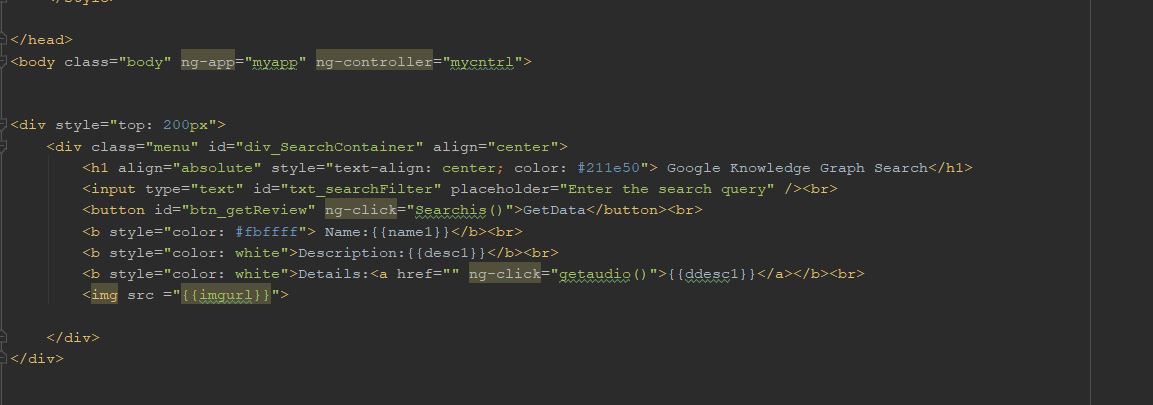 </head>
<body class="body" ng-app="myapp" ng-controller="mycntrl">
<div style="top: 200px">
<div class="menu" id="div_SearchContainer" align="center">
<h1 align="absolute" style="text-align: center; color: #211e50"> Google Knowledge Graph Search</h1>
<input type="text" id="txt_searchFilter" placeholder="Enter the search query" /><br>
<button id="btn_getReview" ng-click="Searchis()">GetData</button><br>
<b style="color: #fbffff"> Name:{{name1}}</b><br>
<b style="color: white">Description:{{desc1}}</b><br>
<b style="color: white">Details:<a href="" ng-click="getaudio()">{{ddesc1}}</a></b><br>
<img src ="{{imgurl}}">
</div>
</div>